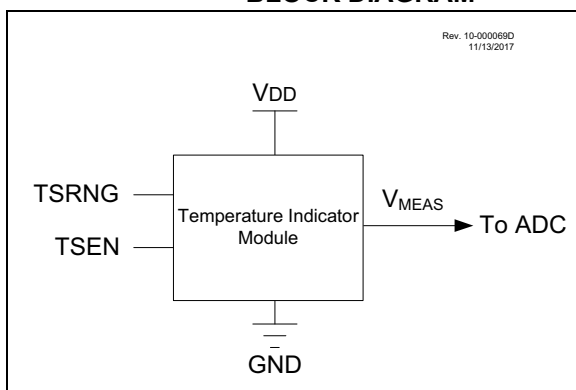 BLOCK DIAGRAM
Rev. 10-000069D
11/13/2017
VDD
TSRNG
TSEN
Temperature Indicator
Module
VMEAS
To ADC
GND